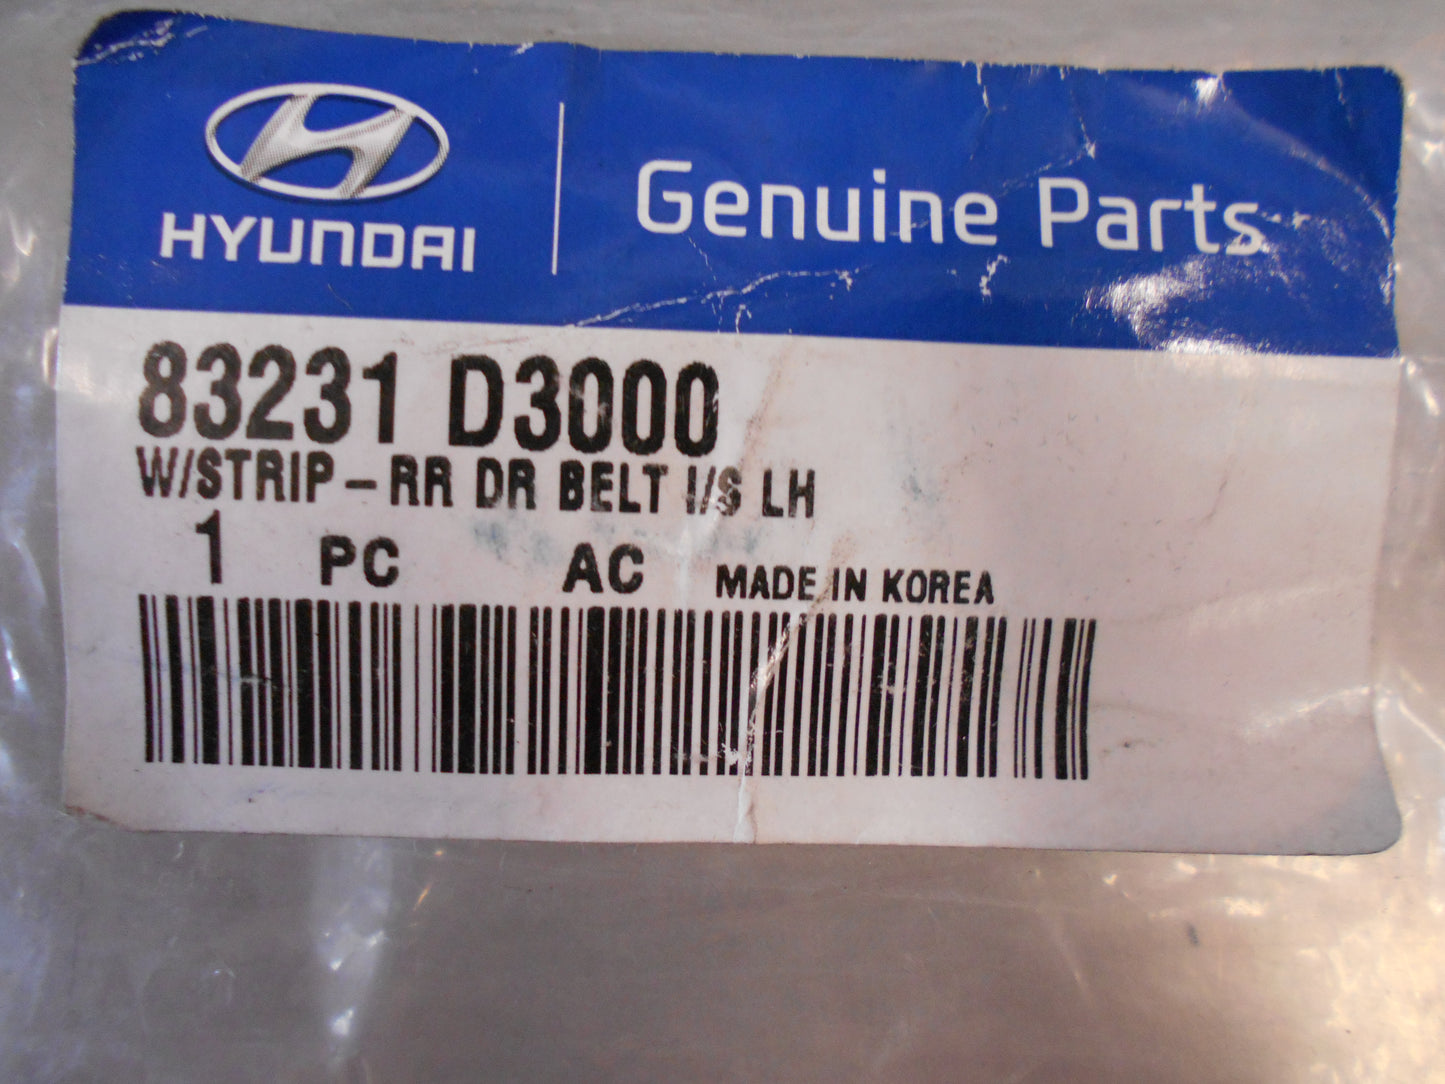 HYUNDAI
Genuine Parts
83231 D3000
W/STRIP-RR DR BELT I/S LH
1 PC AC MADE IN KOREA